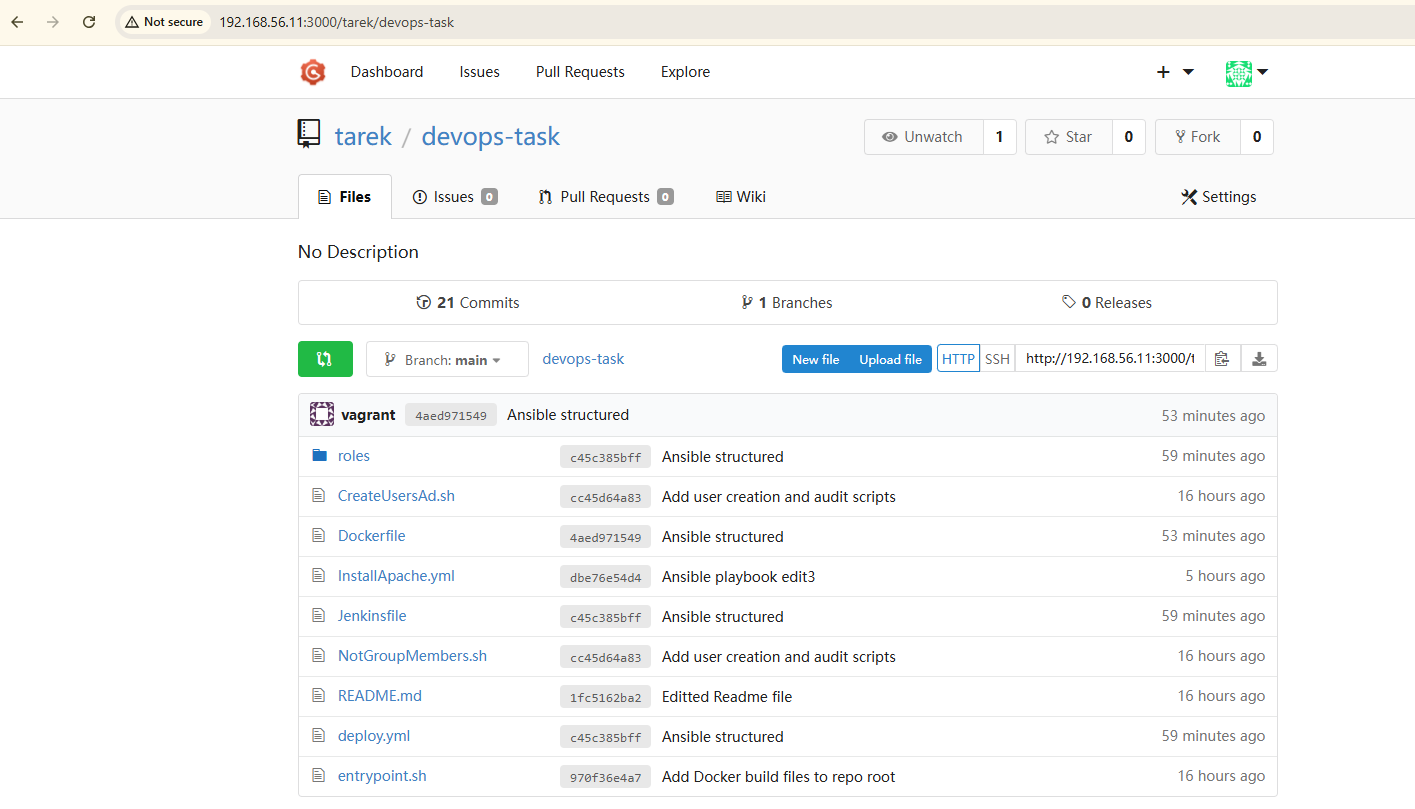 Not secure 192.168.56.11:3000/tarek/devops-task
Dashboard Issues Pull Requests Explore
tarek / devops-task Unwatch 1 Star 0 Fork 0
Files Issues 0 Pull Requests 0 Wiki Settings
No Description
21 Commits 1 Branches 0 Releases
Branch: main devops-task New file Upload file HTTP SSH http://192.168.56.11:3000/t
vagrant 4aed971549 Ansible structured 53 minutes ago
roles c45c385bff Ansible structured 59 minutes ago
CreateUsersAd.sh cc45d64a83 Add user creation and audit scripts 16 hours ago
Dockerfile 4aed971549 Ansible structured 53 minutes ago
InstallApache.yml dbe76e54d4 Ansible playbook edit3 5 hours ago
Jenkinsfile c45c385bff Ansible structured 59 minutes ago
NotGroupMembers.sh cc45d64a83 Add user creation and audit scripts 16 hours ago
README.md 1fc5162ba2 Editted Readme file 16 hours ago
deploy.yml c45c385bff Ansible structured 59 minutes ago
entrypoint.sh 970f36e4a7 Add Docker build files to repo root 16 hours ago